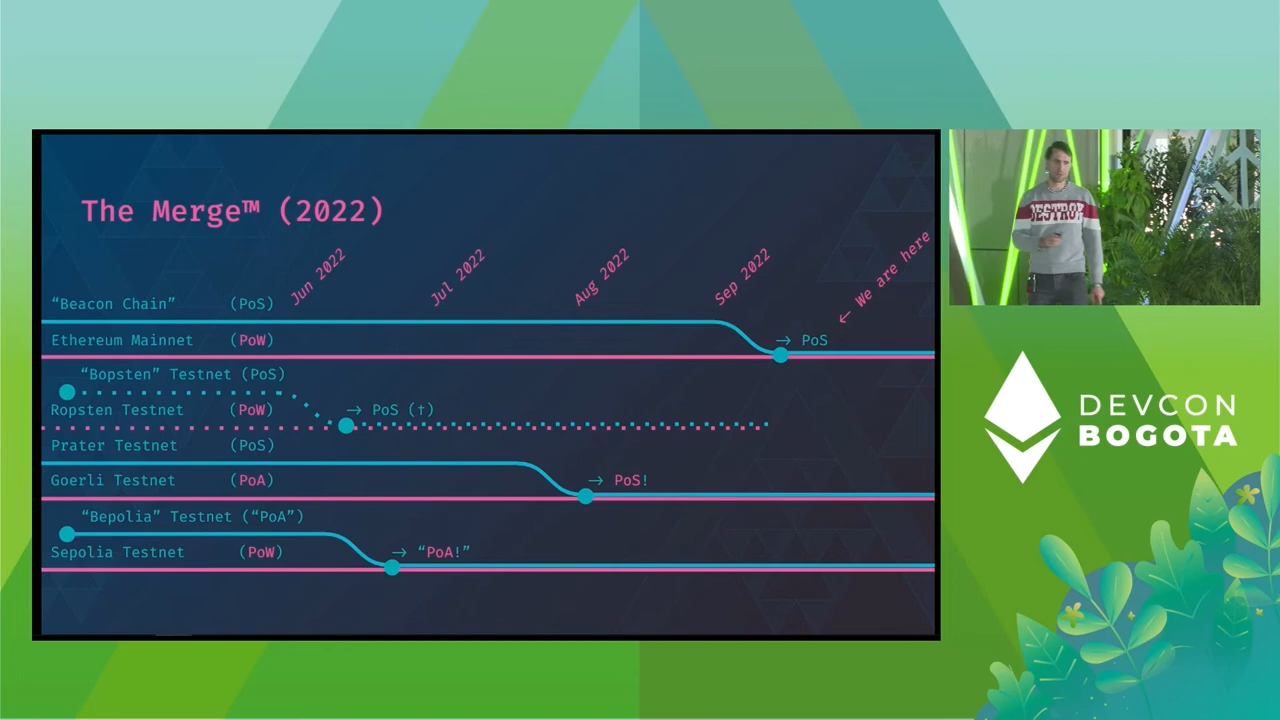 The Merge™ (2022)
Jun 2022
Jul 2022
Aug 2022
Sep 2022
← We are here
“Beacon Chain” (PoS)
Ethereum Mainnet (PoW)
→ PoS
“Bopsten” Testnet (PoS)
Ropsten Testnet (PoW)
→ PoS (†)
Prater Testnet (PoS)
Goerli Testnet (PoA)
→ PoS!
“Bepolia” Testnet (“PoA”)
Sepolia Testnet (PoW)
→ “PoA!”
DESTROY
DEVCON
BOGOTA